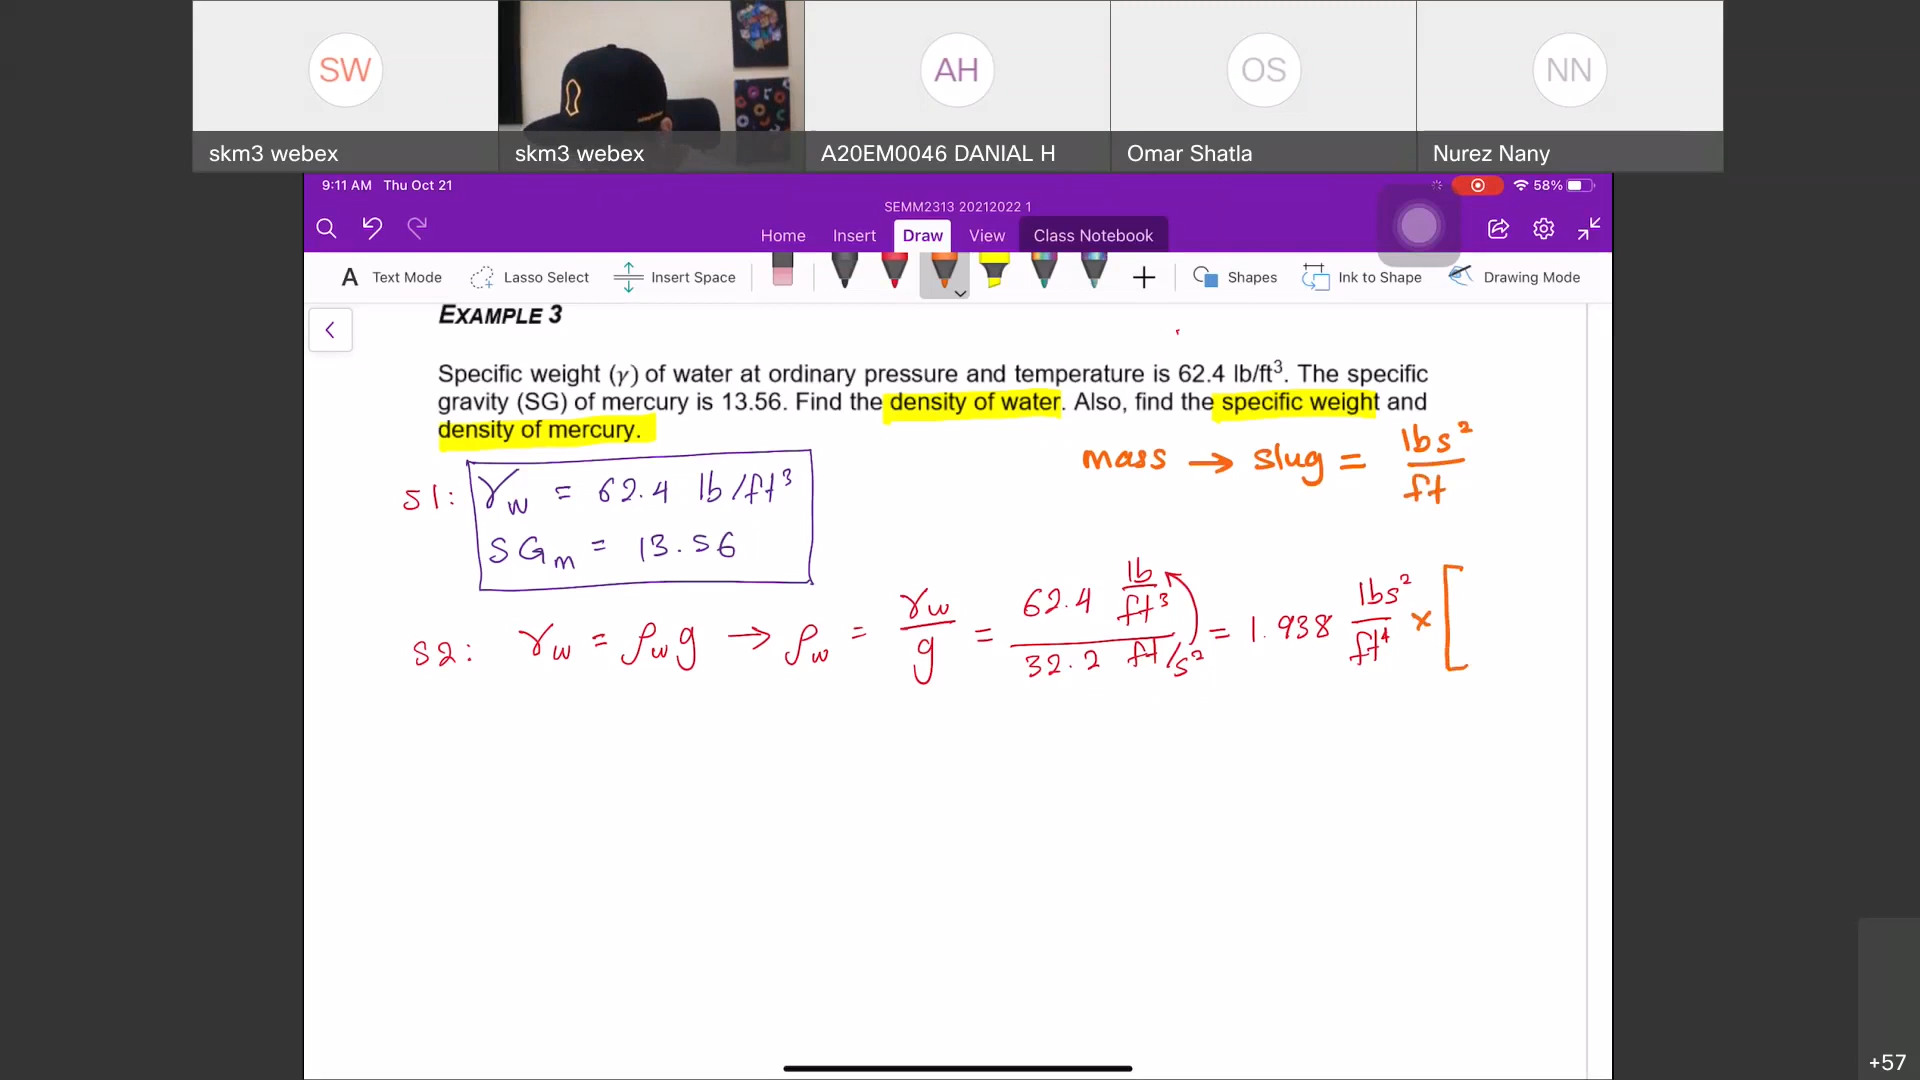 SW
AH
OS
NN
skm3 webex
skm3 webex
A20EM0046 DANIAL H
Omar Shatla
Nurez Nany
9:11 AM Thu Oct 21
58%
SEMM2313 20212022 1
Home Insert Draw View Class Notebook
A Text Mode Lasso Select Insert Space Shapes Ink to Shape Drawing Mode
EXAMPLE 3
Specific weight (γ) of water at ordinary pressure and temperature is 62.4 lb/ft³. The specific
gravity (SG) of mercury is 13.56. Find the density of water. Also, find the specific weight and
density of mercury.
mass → slug = lbs²/ft
S1: γw = 62.4 lb/ft³
SGm = 13.56
S2: γw = ρw g → ρw = γw/g = 62.4 lb/ft³ / 32.2 ft/s² = 1.938 lbs²/ft⁴ × [
+57